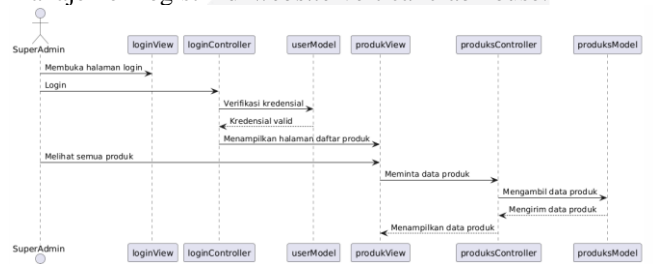 SuperAdmin loginView loginController userModel produkView produksController produksModel
Membuka halaman login
Login
Verifikasi kredensial
Kredensial valid
Menampilkan halaman daftar produk
Melihat semua produk
Meminta data produk
Mengambil data produk
Mengirim data produk
Menampilkan data produk
SuperAdmin loginView loginController userModel produkView produksController produksModel